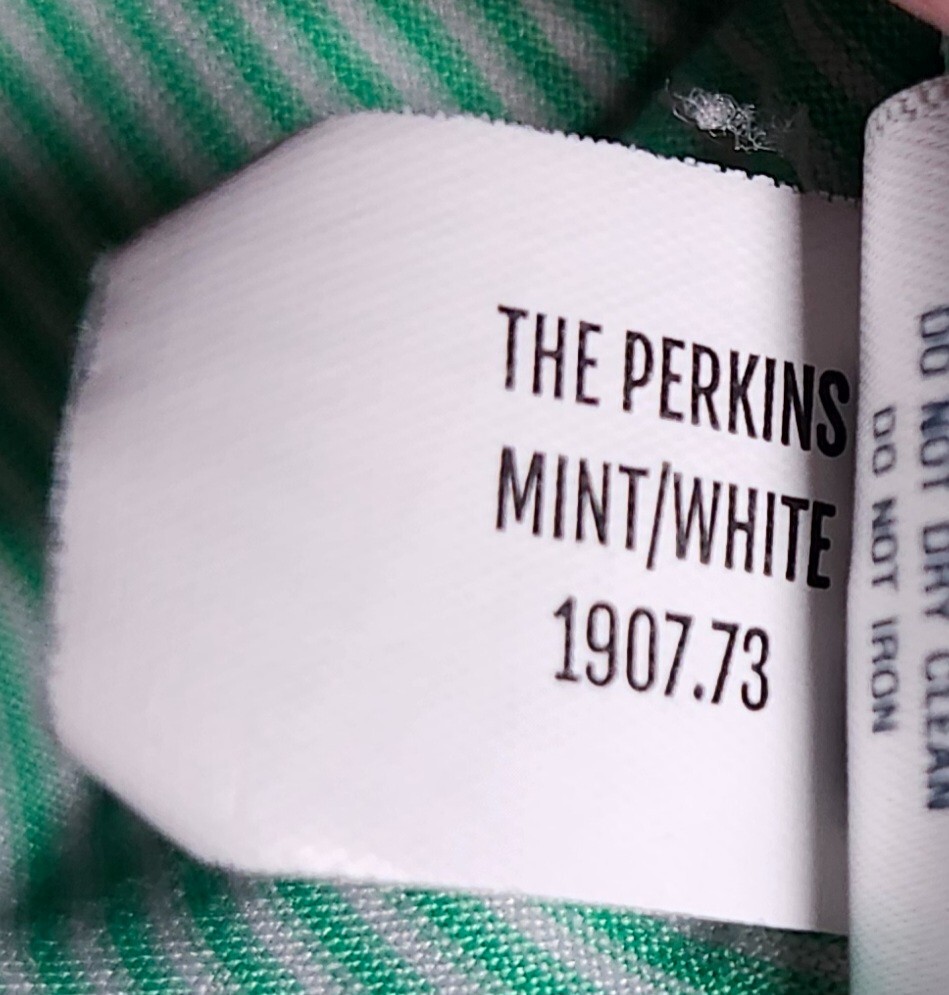 THE PERKINS
MINT/WHITE
1907.73
DO NOT DRY CLEAN
DO NOT IRON